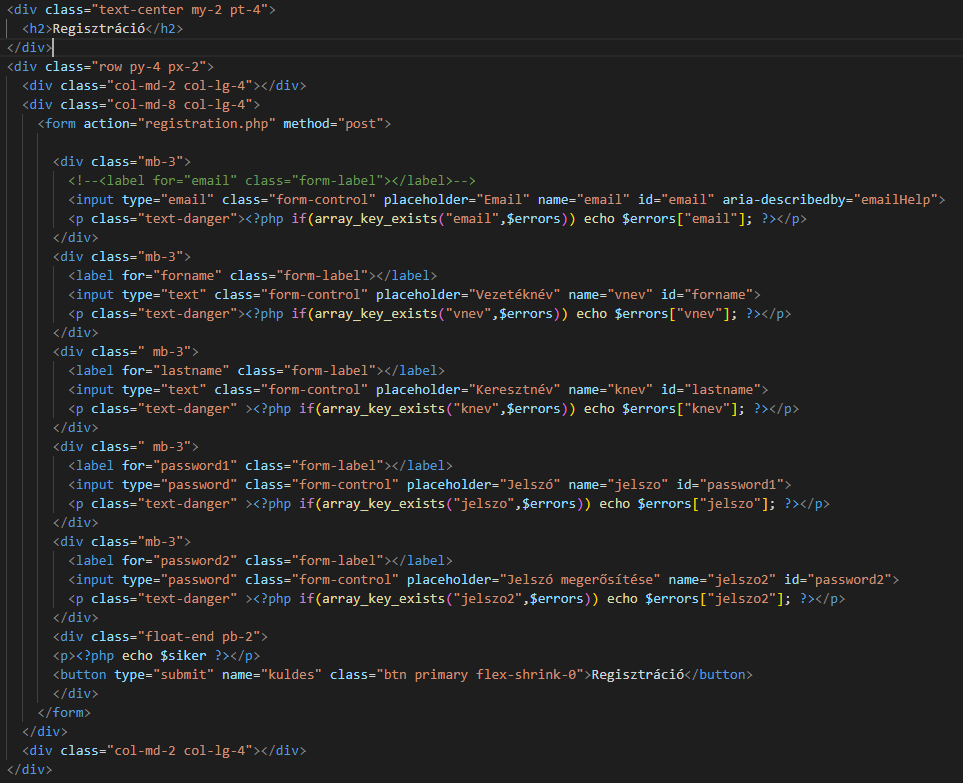 <div class="text-center my-2 pt-4">
<h2>Regisztráció</h2>
</div>
<div class="row py-4 px-2">
<div class="col-md-2 col-lg-4"></div>
<div class="col-md-8 col-lg-4">
<form action="registration.php" method="post">
<div class="mb-3">
<!--<label for="email" class="form-label"></label>-->
<input type="email" class="form-control" placeholder="Email" name="email" id="email" aria-describedby="emailHelp">
<p class="text-danger"><?php if(array_key_exists("email",$errors)) echo $errors["email"]; ?></p>
</div>
<div class="mb-3">
<label for="forname" class="form-label"></label>
<input type="text" class="form-control" placeholder="Vezetéknév" name="vnev" id="forname">
<p class="text-danger"><?php if(array_key_exists("vnev",$errors)) echo $errors["vnev"]; ?></p>
</div>
<div class=" mb-3">
<label for="lastname" class="form-label"></label>
<input type="text" class="form-control" placeholder="Keresztnév" name="knev" id="lastname">
<p class="text-danger" ><?php if(array_key_exists("knev",$errors)) echo $errors["knev"]; ?></p>
</div>
<div class=" mb-3">
<label for="password1" class="form-label"></label>
<input type="password" class="form-control" placeholder="Jelszó" name="jelszo" id="password1">
<p class="text-danger" ><?php if(array_key_exists("jelszo",$errors)) echo $errors["jelszo"]; ?></p>
</div>
<div class="mb-3">
<label for="password2" class="form-label"></label>
<input type="password" class="form-control" placeholder="Jelszó megerősítése" name="jelszo2" id="password2">
<p class="text-danger" ><?php if(array_key_exists("jelszo2",$errors)) echo $errors["jelszo2"]; ?></p>
</div>
<div class="float-end pb-2">
<p><?php echo $siker ?></p>
<button type="submit" name="kuldes" class="btn primary flex-shrink-0">Regisztráció</button>
</div>
</form>
</div>
<div class="col-md-2 col-lg-4"></div>
</div>